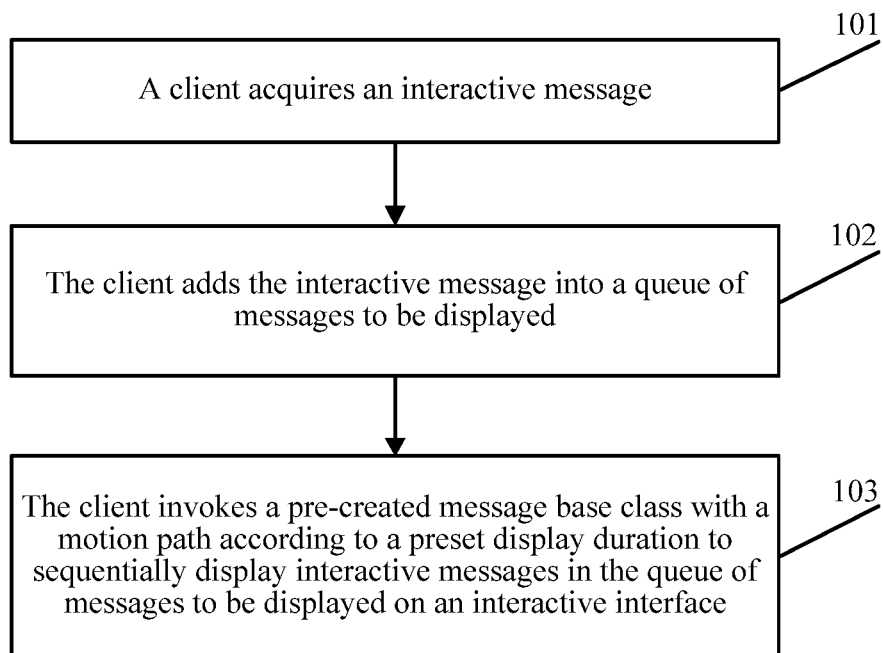 101
A client acquires an interactive message
102
The client adds the interactive message into a queue of
messages to be displayed
103
The client invokes a pre-created message base class with a
motion path according to a preset display duration to
sequentially display interactive messages in the queue of
messages to be displayed on an interactive interface